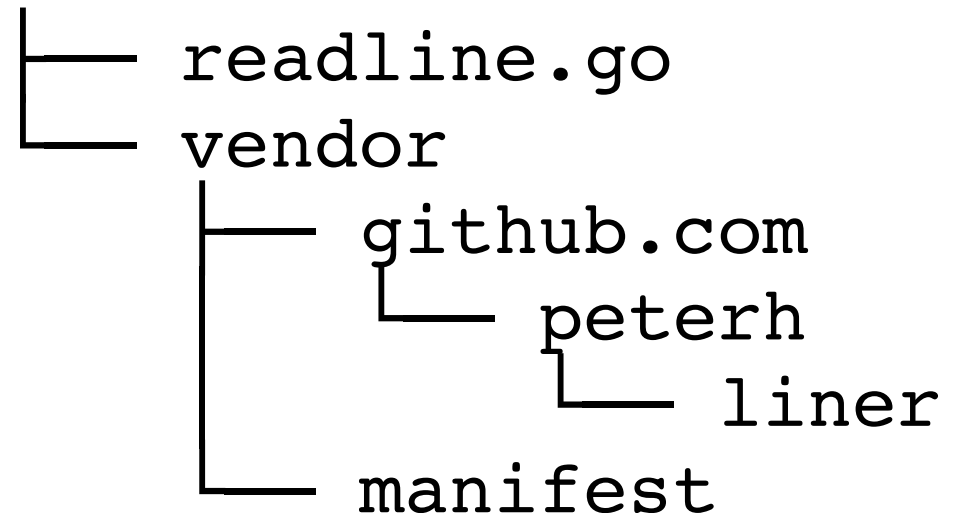 readline.go
vendor
github.com
peterh
liner
manifest